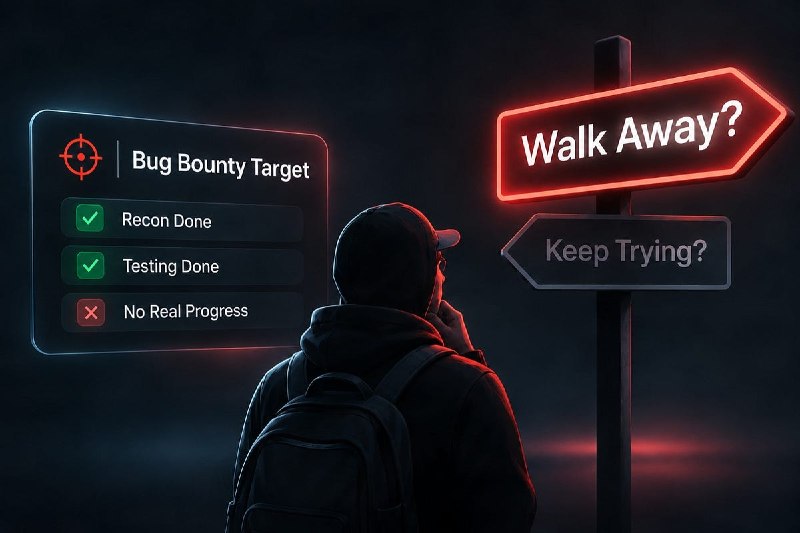 Bug Bounty Target
Recon Done
Testing Done
No Real Progress
Walk Away?
Keep Trying?